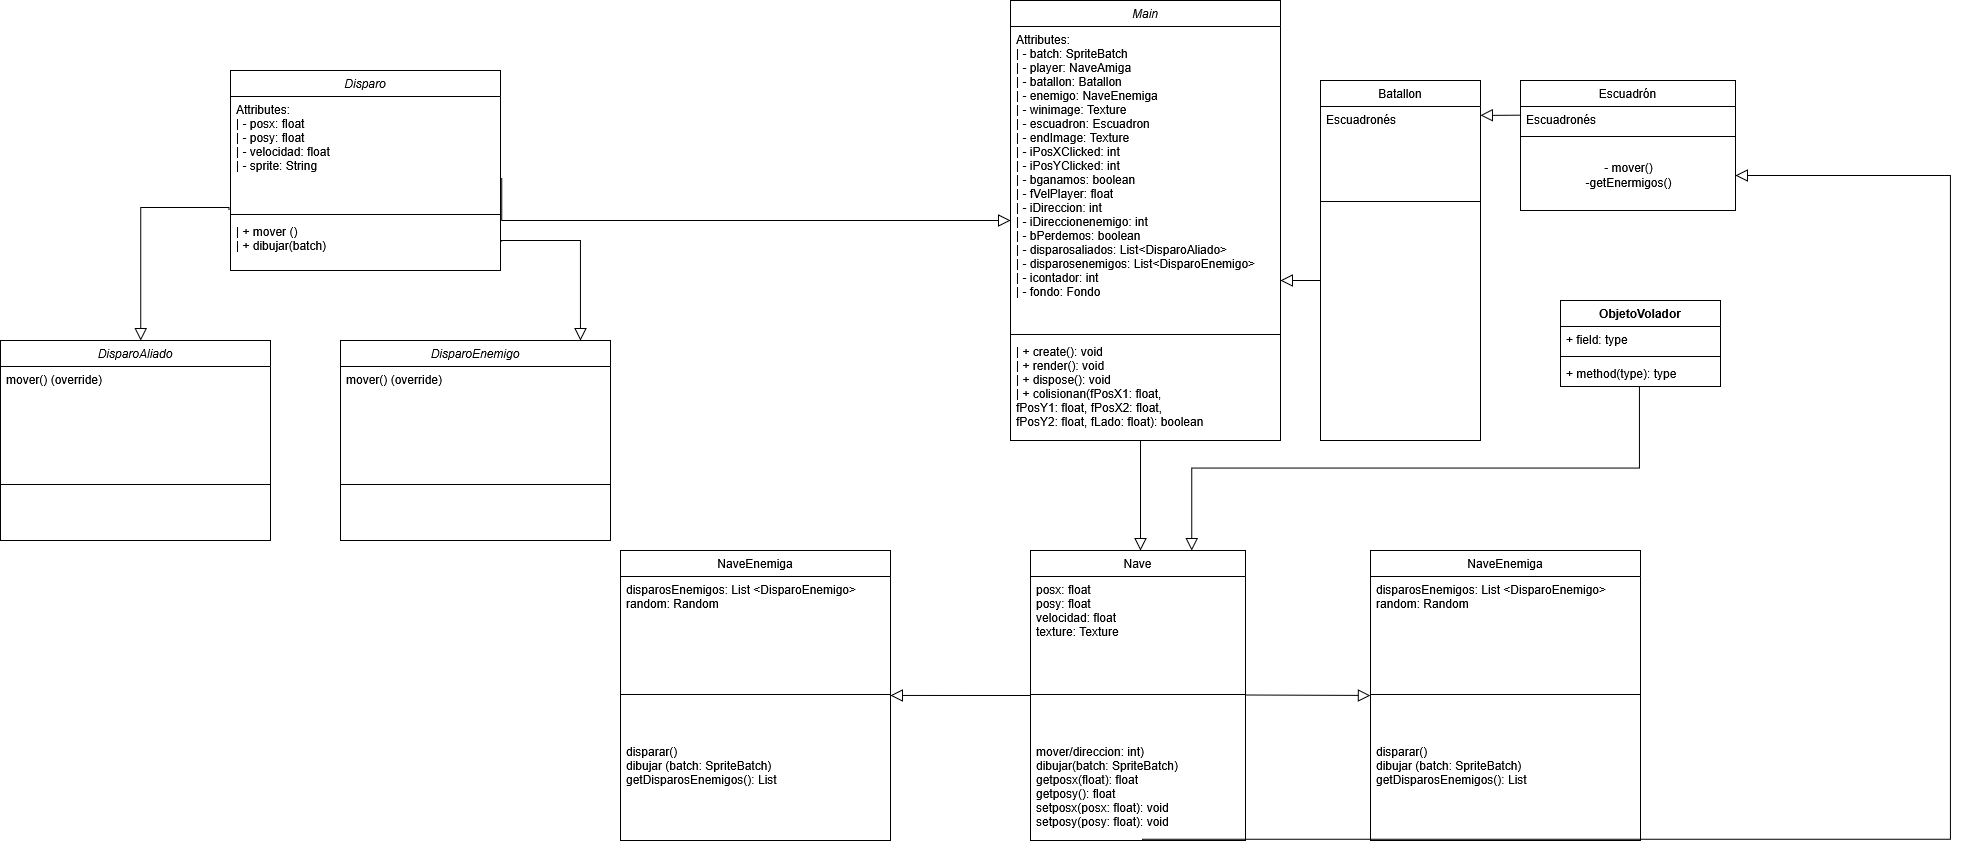 Main
Attributes:
| - batch: SpriteBatch
| - player: NaveAmiga
| - batallon: Batallon
| - enemigo: NaveEnemiga
| - winimage: Texture
| - escuadron: Escuadron
| - endImage: Texture
| - iPosXClicked: int
| - iPosYClicked: int
| - bganamos: boolean
| - fVelPlayer: float
| - iDireccion: int
| - iDireccionenemigo: int
| - bPerdemos: boolean
| - disparosaliados: List<DisparoAliado>
| - disparosenemigos: List<DisparoEnemigo>
| - icontador: int
| - fondo: Fondo
| + create(): void
| + render(): void
| + dispose(): void
| + colisionan(fPosX1: float,
fPosY1: float, fPosX2: float,
fPosY2: float, fLado: float): boolean
Disparo
Attributes:
| - posx: float
| - posy: float
| - velocidad: float
| - sprite: String
| + mover ()
| + dibujar(batch)
Batallon
Escuadronés
Escuadrón
Escuadronés
- mover()
-getEnermigos()
ObjetoVolador
+ field: type
+ method(type): type
DisparoAliado
mover() (override)
DisparoEnemigo
mover() (override)
NaveEnemiga
disparosEnemigos: List <DisparoEnemigo>
random: Random
disparar()
dibujar (batch: SpriteBatch)
getDisparosEnemigos(): List
Nave
posx: float
posy: float
velocidad: float
texture: Texture
mover/direccion: int)
dibujar(batch: SpriteBatch)
getposx(float): float
getposy(): float
setposx(posx: float): void
setposy(posy: float): void
NaveEnemiga
disparosEnemigos: List <DisparoEnemigo>
random: Random
disparar()
dibujar (batch: SpriteBatch)
getDisparosEnemigos(): List